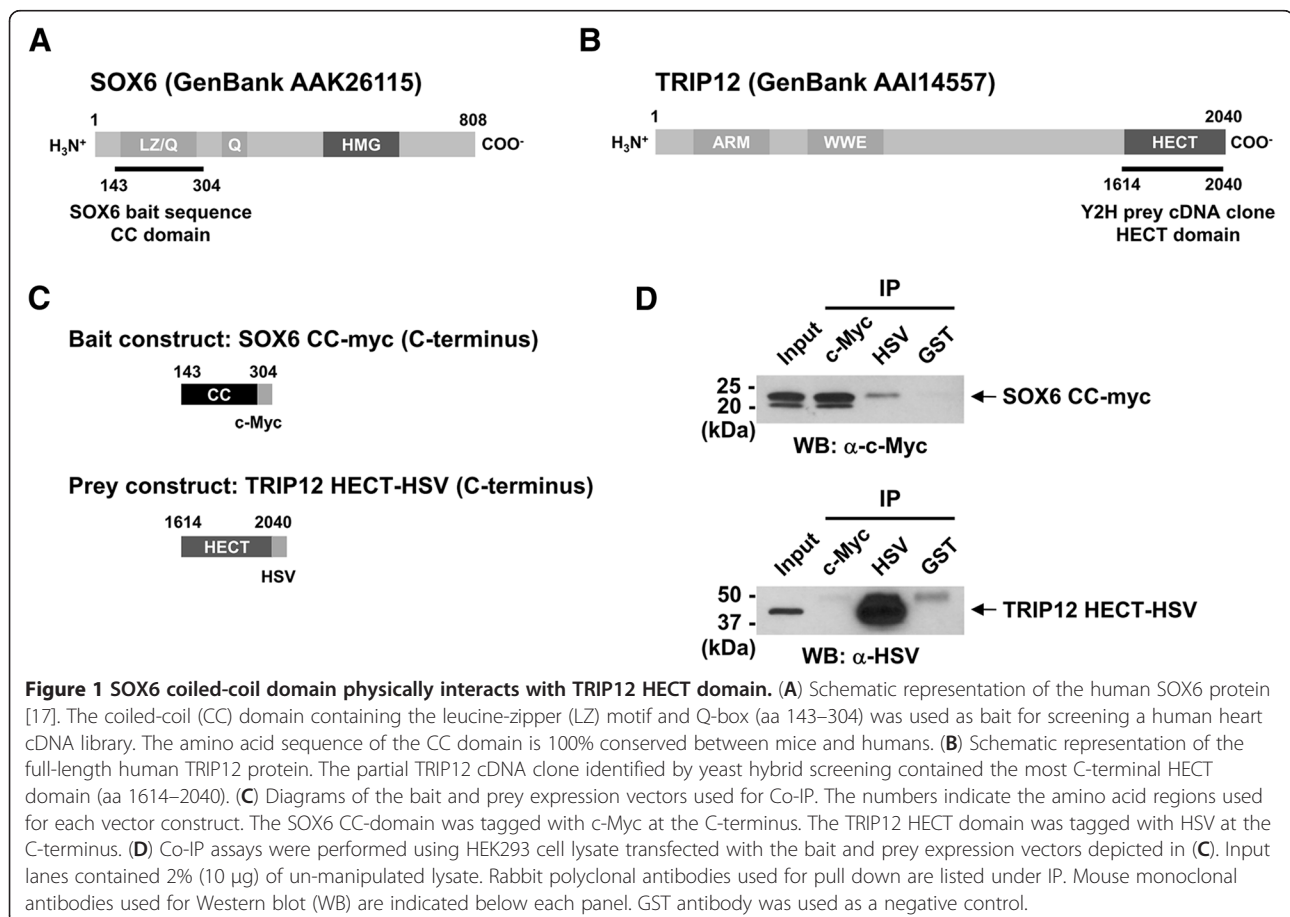 A
SOX6 (GenBank AAK26115)
1 808
H₃N⁺ LZ/Q Q HMG COO⁻
143 304
SOX6 bait sequence
CC domain
B
TRIP12 (GenBank AAI14557)
1 2040
H₃N⁺ ARM WWE HECT COO⁻
1614 2040
Y2H prey cDNA clone
HECT domain
C
Bait construct: SOX6 CC-myc (C-terminus)
143 304
CC
c-Myc
Prey construct: TRIP12 HECT-HSV (C-terminus)
1614 2040
HECT
HSV
D
IP
Input c-Myc HSV GST
25 -
20 -
(kDa)
← SOX6 CC-myc
WB: α-c-Myc
IP
Input c-Myc HSV GST
50 -
37 -
(kDa)
← TRIP12 HECT-HSV
WB: α-HSV
Figure 1 SOX6 coiled-coil domain physically interacts with TRIP12 HECT domain. (A) Schematic representation of the human SOX6 protein
[17]. The coiled-coil (CC) domain containing the leucine-zipper (LZ) motif and Q-box (aa 143–304) was used as bait for screening a human heart
cDNA library. The amino acid sequence of the CC domain is 100% conserved between mice and humans. (B) Schematic representation of the
full-length human TRIP12 protein. The partial TRIP12 cDNA clone identified by yeast hybrid screening contained the most C-terminal HECT
domain (aa 1614–2040). (C) Diagrams of the bait and prey expression vectors used for Co-IP. The numbers indicate the amino acid regions used
for each vector construct. The SOX6 CC-domain was tagged with c-Myc at the C-terminus. The TRIP12 HECT domain was tagged with HSV at the
C-terminus. (D) Co-IP assays were performed using HEK293 cell lysate transfected with the bait and prey expression vectors depicted in (C). Input
lanes contained 2% (10 μg) of un-manipulated lysate. Rabbit polyclonal antibodies used for pull down are listed under IP. Mouse monoclonal
antibodies used for Western blot (WB) are indicated below each panel. GST antibody was used as a negative control.